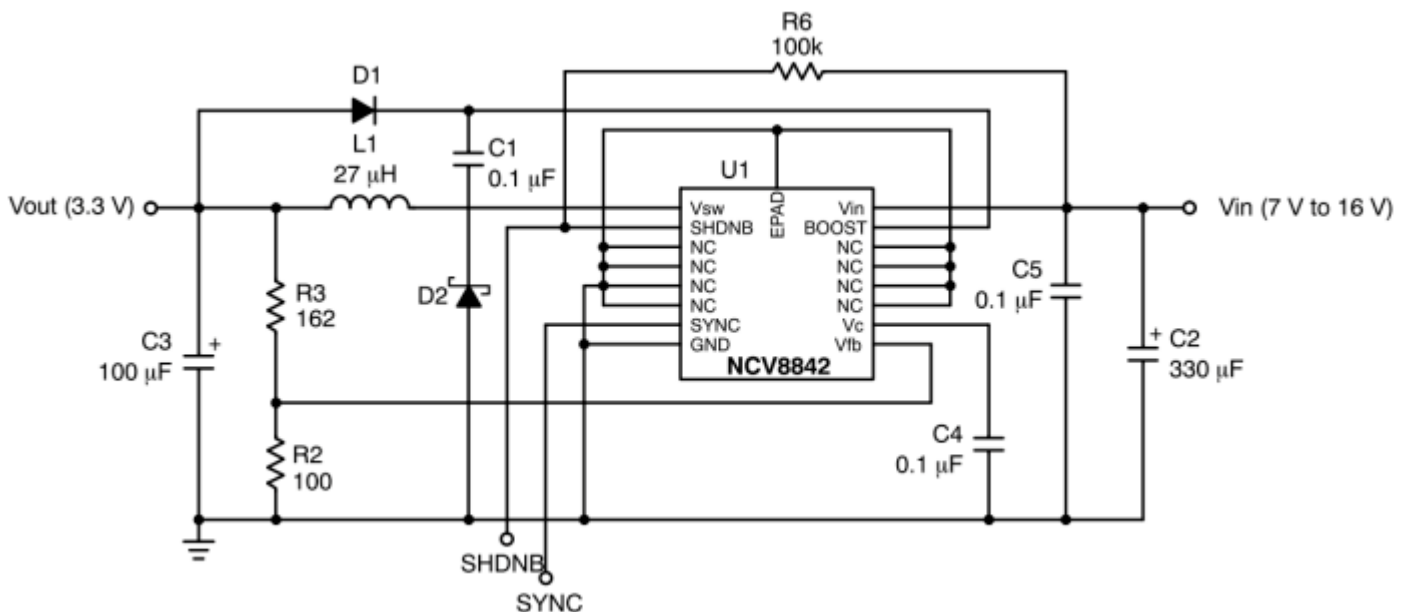 R6
100k
D1
L1
27 μH
C1
0.1 μF
U1
Vout (3.3 V)
Vin (7 V to 16 V)
EPAD
Vsw
SHDNB
NC
NC
NC
NC
SYNC
GND
Vin
BOOST
NC
NC
NC
NC
Vc
Vfb
NCV8842
R3
162
D2
C3
+
100 μF
R2
100
C5
0.1 μF
+
C2
330 μF
C4
0.1 μF
SHDNB
SYNC